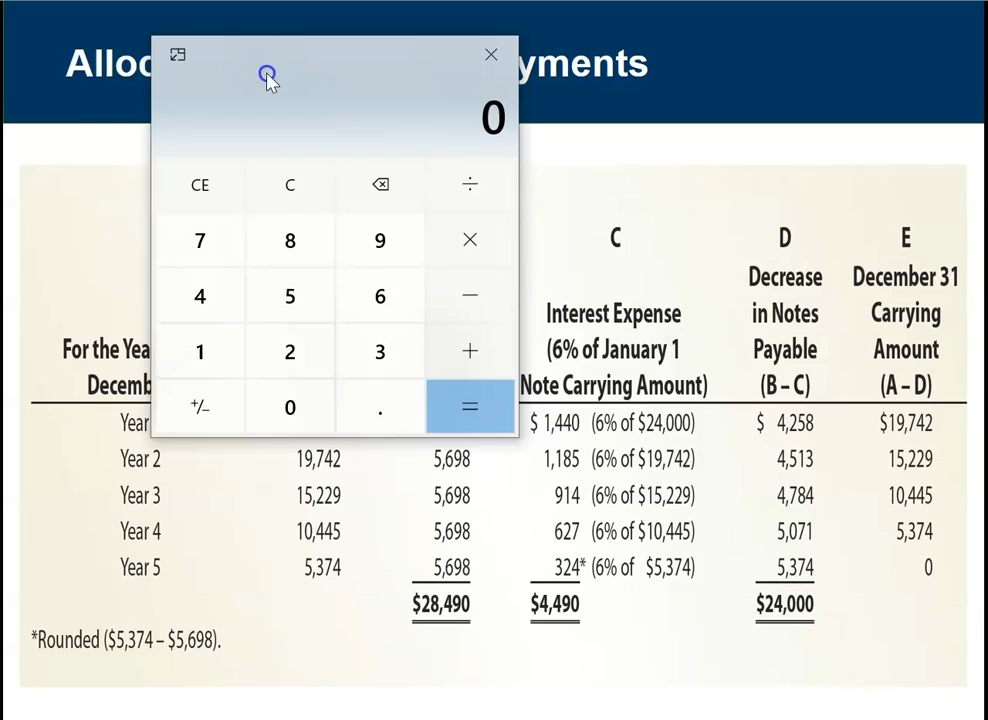 Alloc yments
0
CE C ÷
7 8 9 ×
4 5 6 −
1 2 3 +
+/− 0 . =
C D E
Decrease December 31
Interest Expense in Notes Carrying
For the Yea (6% of January 1 Payable Amount
Decemb Note Carrying Amount) (B – C) (A – D)
Year $ 1,440 (6% of $24,000) $ 4,258 $19,742
Year 2 19,742 5,698 1,185 (6% of $19,742) 4,513 15,229
Year 3 15,229 5,698 914 (6% of $15,229) 4,784 10,445
Year 4 10,445 5,698 627 (6% of $10,445) 5,071 5,374
Year 5 5,374 5,698 324* (6% of $5,374) 5,374 0
$28,490 $4,490 $24,000
*Rounded ($5,374 – $5,698).